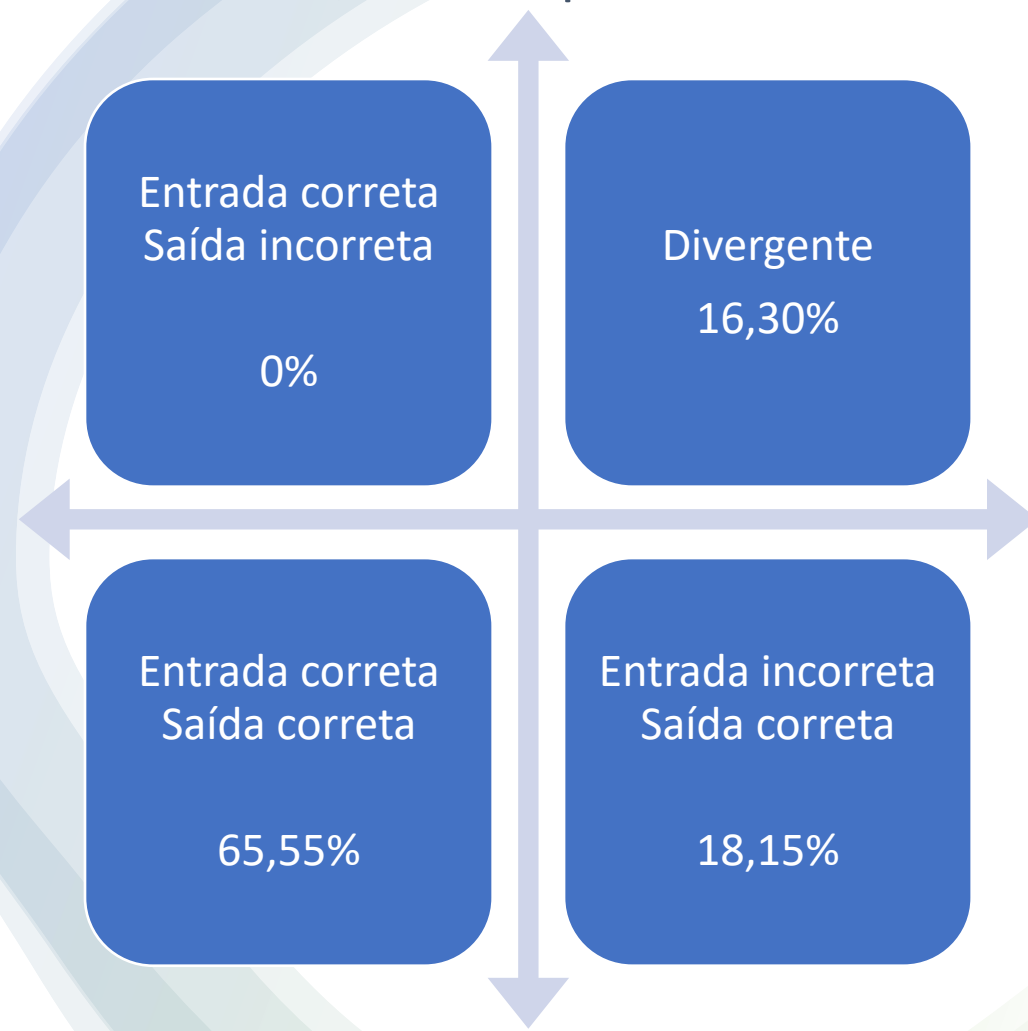 Entrada correta
Saída incorreta
0%
Divergente
16,30%
Entrada correta
Saída correta
65,55%
Entrada incorreta
Saída correta
18,15%